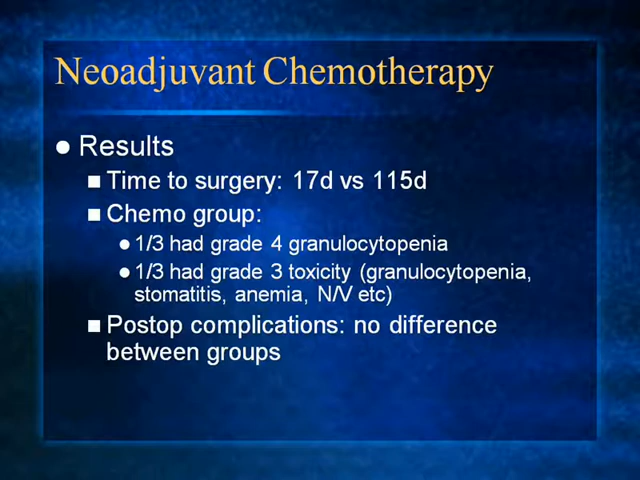 Neoadjuvant Chemotherapy
Results
Time to surgery: 17d vs 115d
Chemo group:
1/3 had grade 4 granulocytopenia
1/3 had grade 3 toxicity (granulocytopenia,
stomatitis, anemia, N/V etc)
Postop complications: no difference
between groups